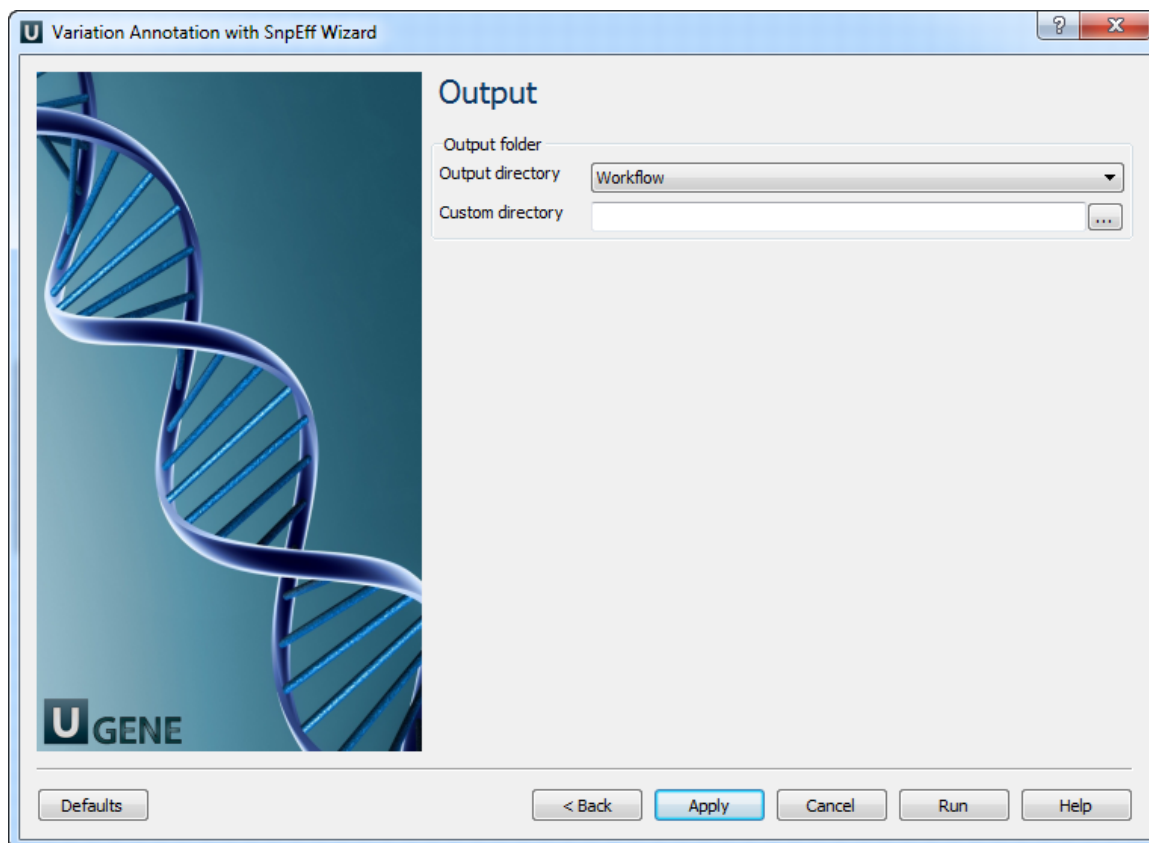 U Variation Annotation with SnpEff Wizard
?
Output
Output folder
Output directory Workflow
Custom directory ...
U GENE
Defaults < Back Apply Cancel Run Help